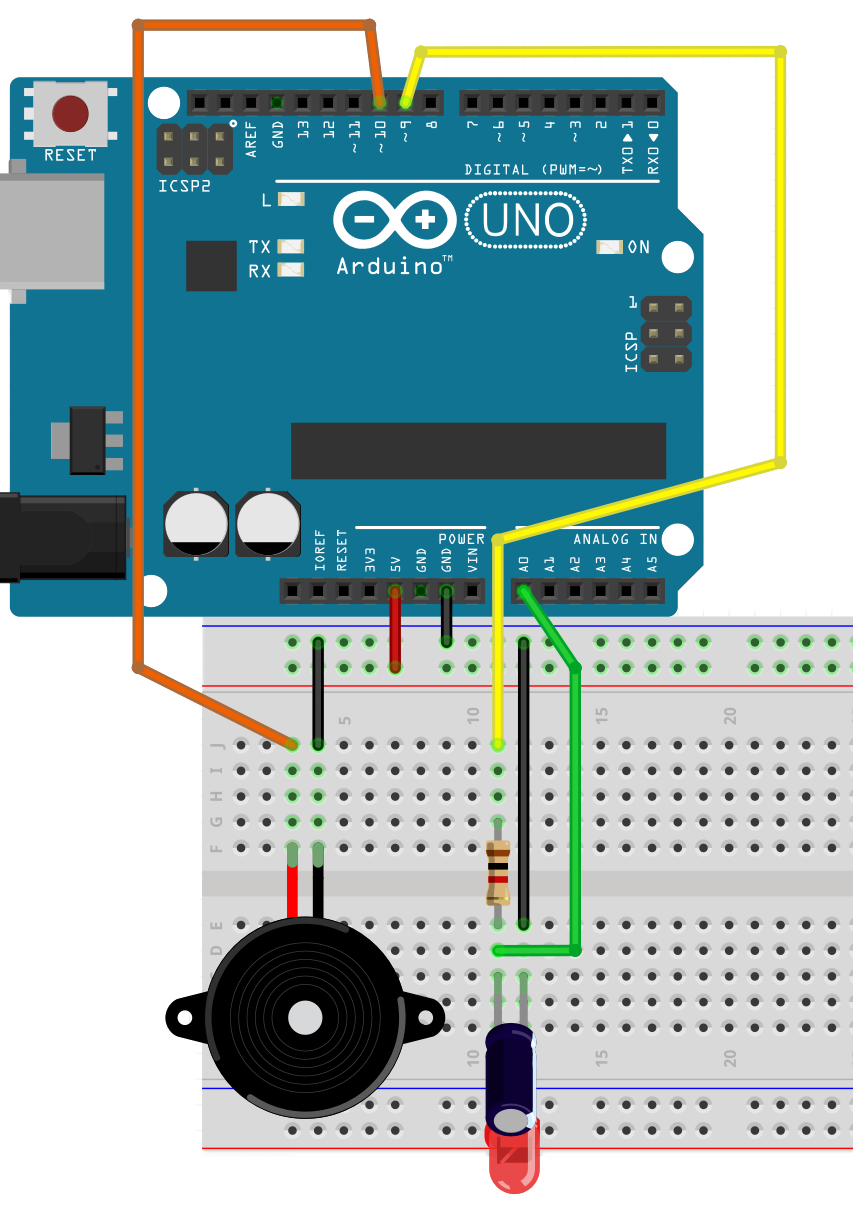 RESET
ICSP2
AREF
GND
13
12
~11
~10
~9
8
7
~6
~5
4
~3
2
TX0▶1
RX0◀0
DIGITAL (PWM=~)
L
TX
RX
UNO
Arduino™
ON
1
ICSP
POWER
ANALOG IN
IOREF
RESET
3V3
5V
GND
GND
VIN
A0
A1
A2
A3
A4
A5
5
10
15
20
J
I
H
G
F
E
D
10
15
20